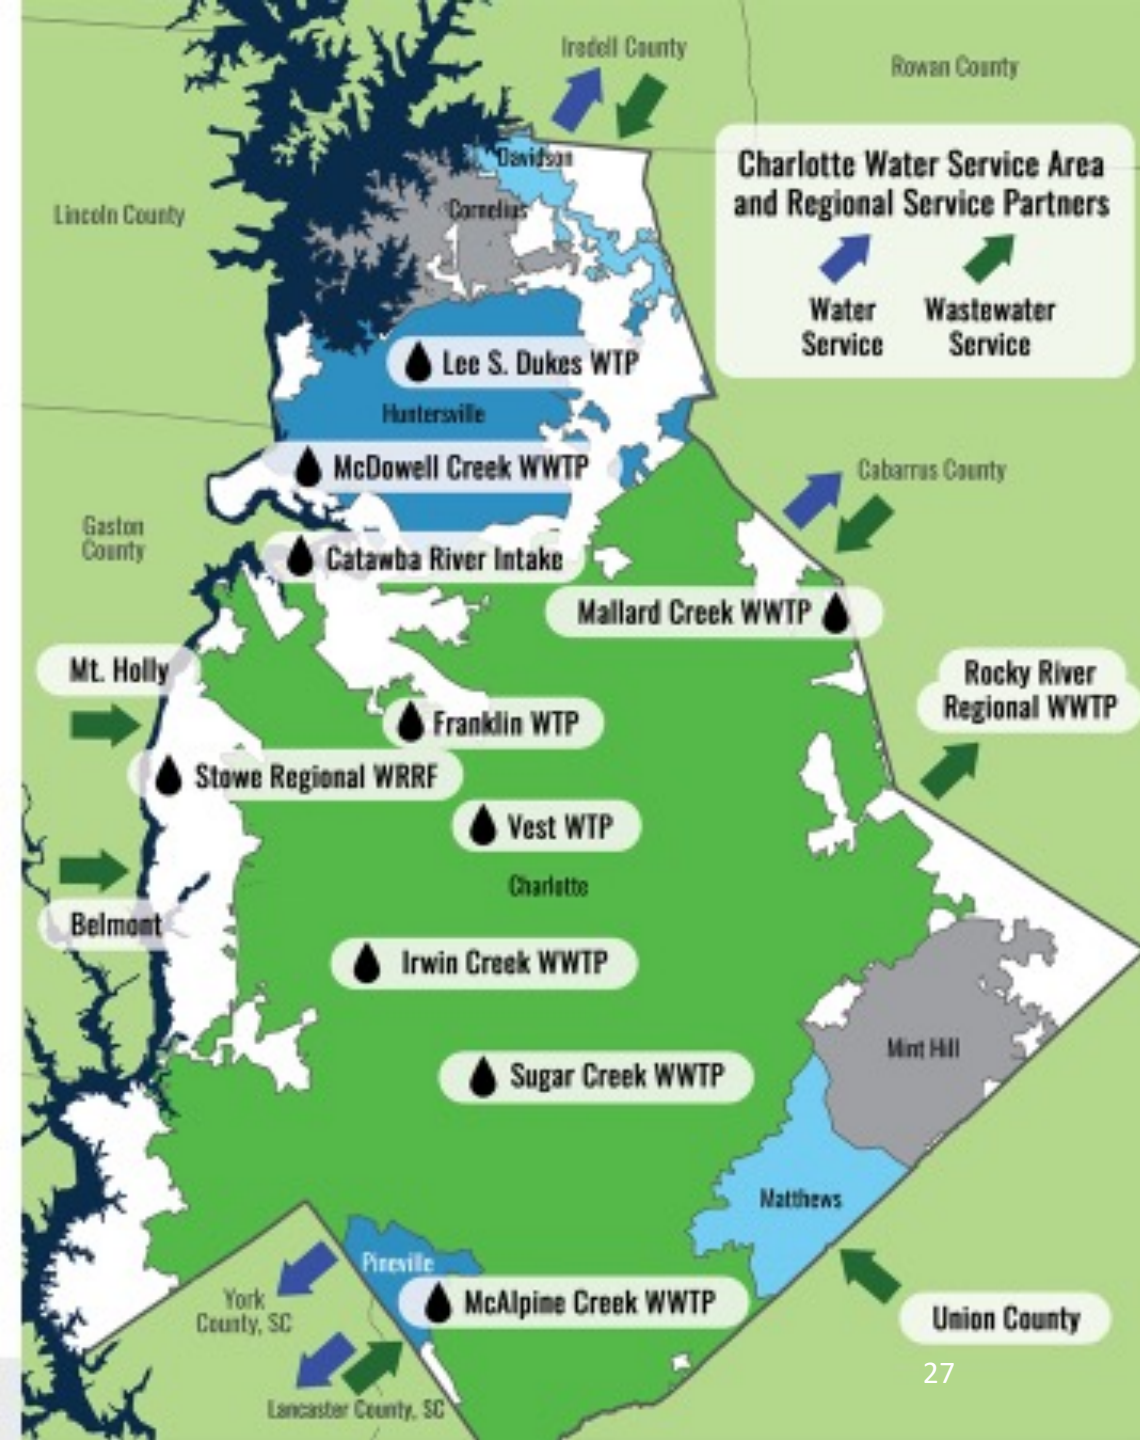 Iredell County
Rowan County
Davidson
Charlotte Water Service Area
and Regional Service Partners
Lincoln County
Cornelius
Water
Service
Wastewater
Service
Lee S. Dukes WTP
Huntersville
McDowell Creek WWTP
Cabarrus County
Gaston
County
Catawba River Intake
Mallard Creek WWTP
Mt. Holly
Rocky River
Regional WWTP
Franklin WTP
Stowe Regional WRRF
Vest WTP
Charlotte
Belmont
Irwin Creek WWTP
Mint Hill
Sugar Creek WWTP
Matthews
Pineville
York
County, SC
McAlpine Creek WWTP
Union County
27
Lancaster County, SC